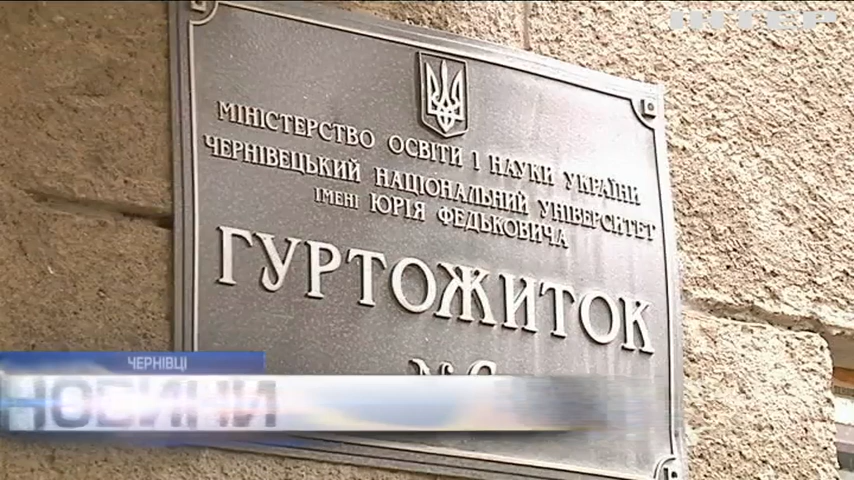 ІНТЕР
МІНІСТЕРСТВО ОСВІТИ І НАУКИ УКРАЇНИ
ЧЕРНІВЕЦЬКИЙ НАЦІОНАЛЬНИЙ УНІВЕРСИТЕТ
ІМЕНІ ЮРІЯ ФЕДЬКОВИЧА
ГУРТОЖИТОК
ЧЕРНІВЦІ
НОВИНИ